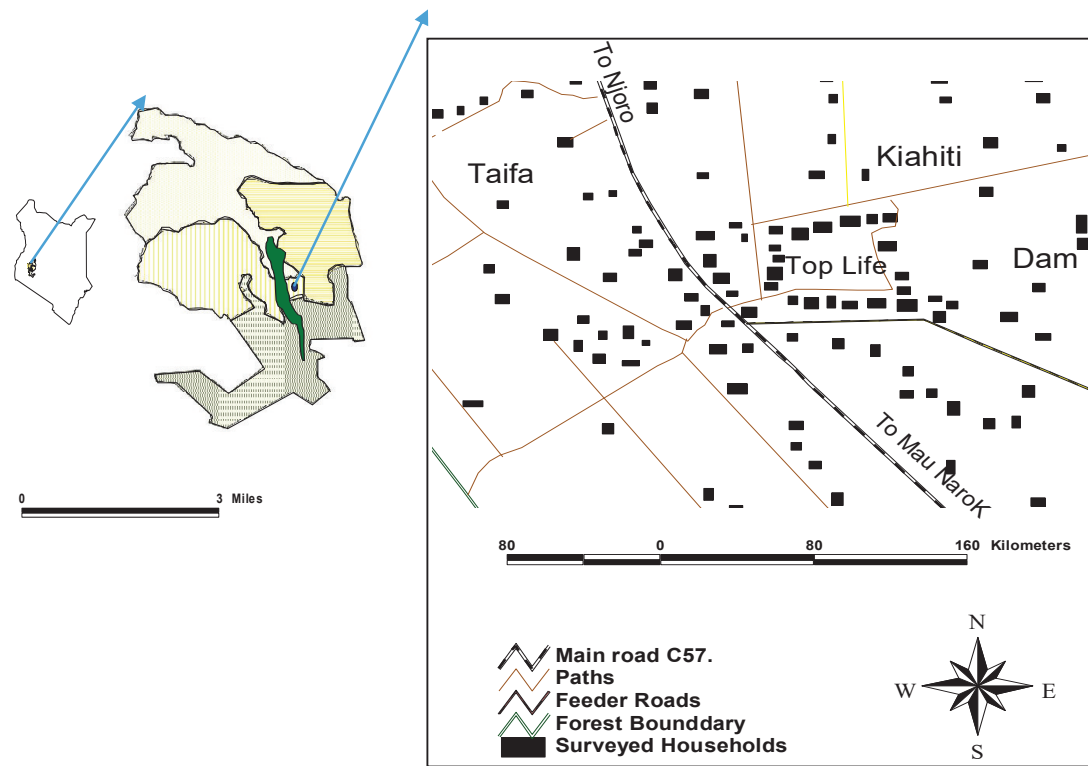 To Njoro
Kiahiti
Taifa
Dam
Top Life
To Mau NaroK
0 3 Miles
80 0 80 160 Kilometers
Main road C57.
Paths
Feeder Roads
Forest Bounddary
Surveyed Households
N
W E
S